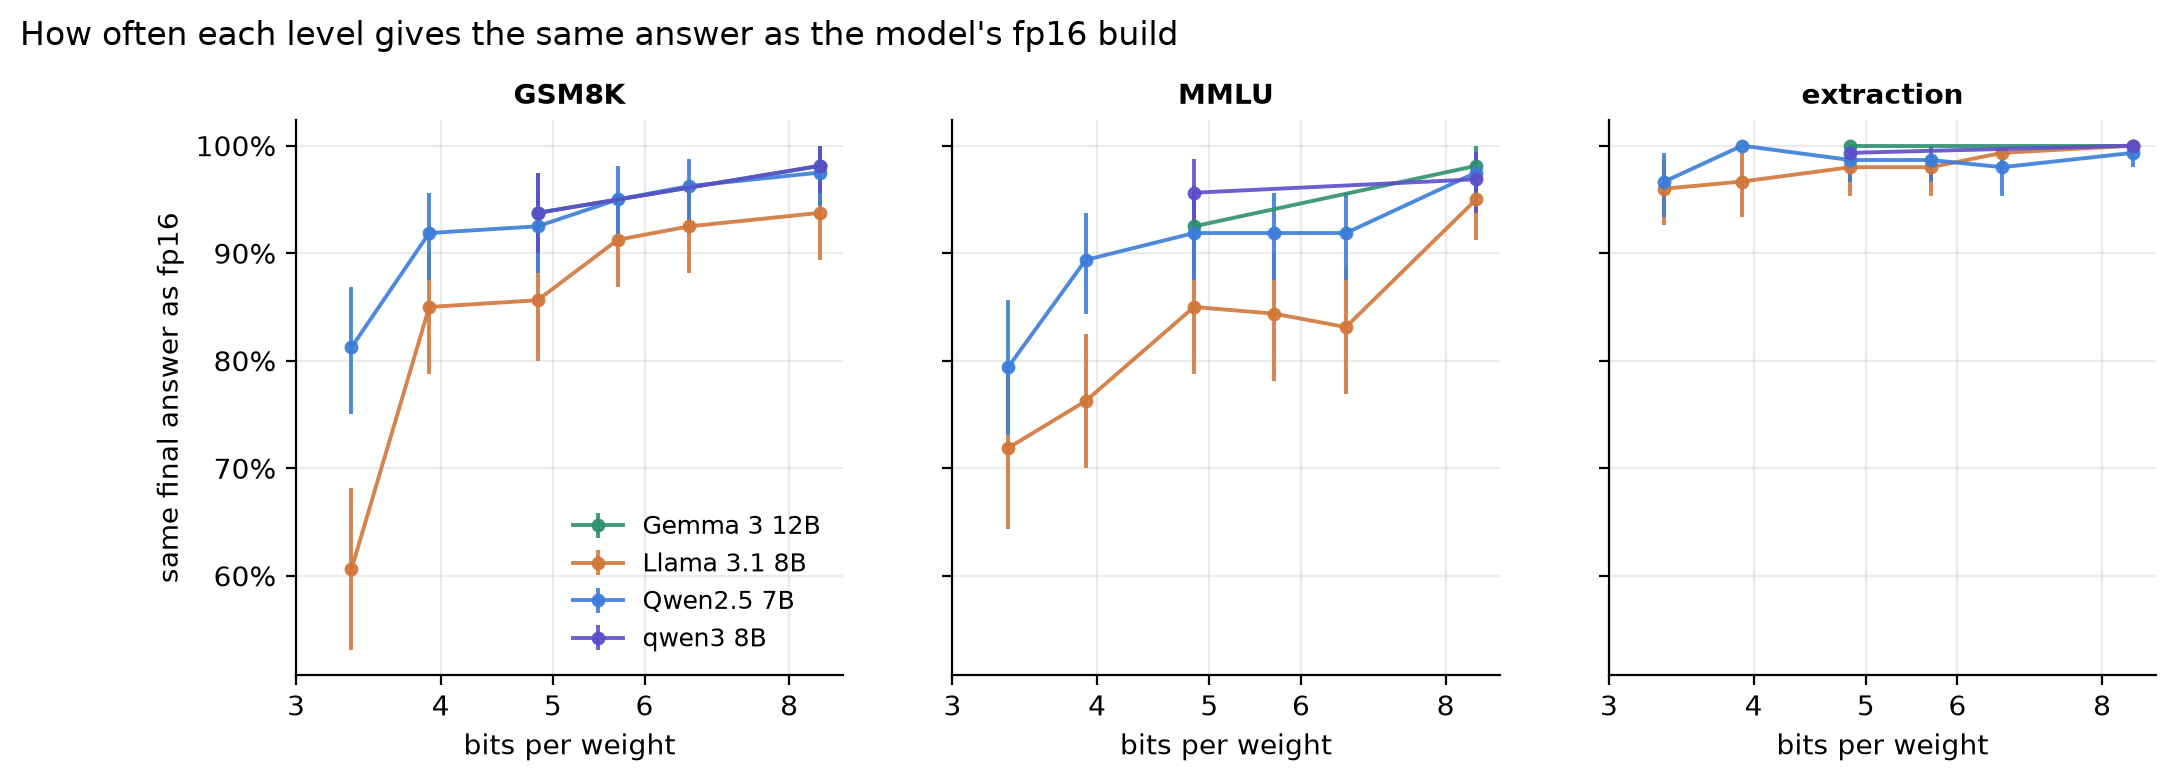 How often each level gives the same answer as the model's fp16 build
GSM8K
MMLU
extraction
same final answer as fp16
100%
90%
80%
70%
60%
Gemma 3 12B
Llama 3.1 8B
Qwen2.5 7B
qwen3 8B
3 4 5 6 8
3 4 5 6 8
3 4 5 6 8
bits per weight
bits per weight
bits per weight